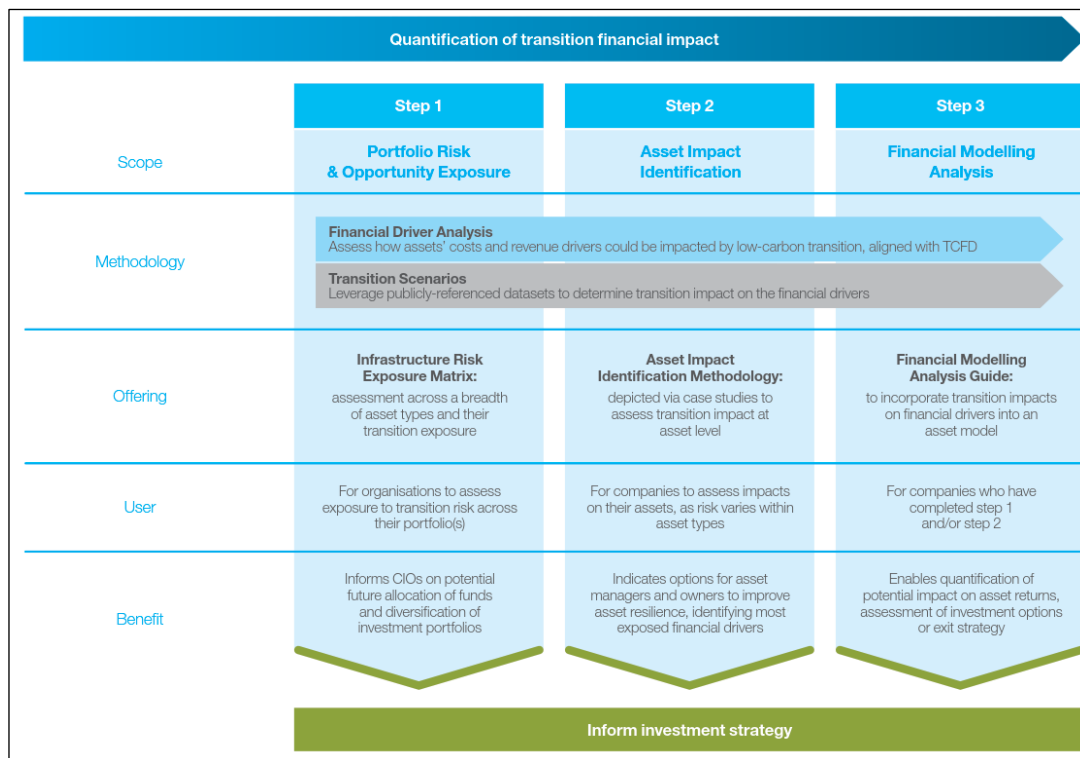 Quantification of transition financial impact
Step 1
Step 2
Step 3
Scope
Portfolio Risk
& Opportunity Exposure
Asset Impact
Identification
Financial Modelling
Analysis
Methodology
Financial Driver Analysis
Assess how assets' costs and revenue drivers could be impacted by low-carbon transition, aligned with TCFD
Transition Scenarios
Leverage publicly-referenced datasets to determine transition impact on the financial drivers
Offering
Infrastructure Risk
Exposure Matrix:
assessment across a breadth
of asset types and their
transition exposure
Asset Impact
Identification Methodology:
depicted via case studies to
assess transition impact at
asset level
Financial Modelling
Analysis Guide:
to incorporate transition impacts
on financial drivers into an
asset model
User
For organisations to assess
exposure to transition risk across
their portfolio(s)
For companies to assess impacts
on their assets, as risk varies within
asset types
For companies who have
completed step 1
and/or step 2
Benefit
Informs CIOs on potential
future allocation of funds
and diversification of
investment portfolios
Indicates options for asset
managers and owners to improve
asset resilience, identifying most
exposed financial drivers
Enables quantification of
potential impact on asset returns,
assessment of investment options
or exit strategy
Inform investment strategy